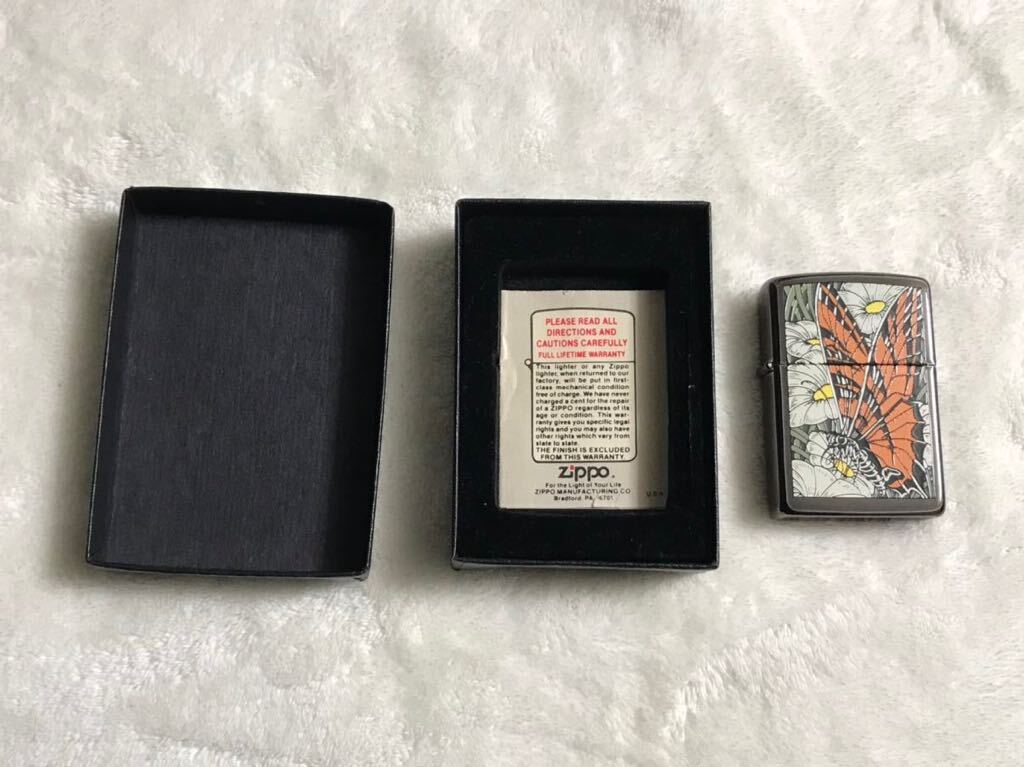 PLEASE READ ALL
DIRECTIONS AND
CAUTIONS CAREFULLY
FULL LIFETIME WARRANTY
This lighter or any Zippo
lighter, when returned to our
factory, will be put in first-
class mechanical condition
free of charge. We have never
charged a cent for the repair
of a ZIPPO regardless of its
age or condition. This war-
ranty gives you specific legal
rights and you may also have
other rights which vary from
state to state.
THE FINISH IS EXCLUDED
FROM THIS WARRANTY.
Zippo
For the Light of Your Life
ZIPPO MANUFACTURING CO.
Bradford, PA 16701
U.S.A.